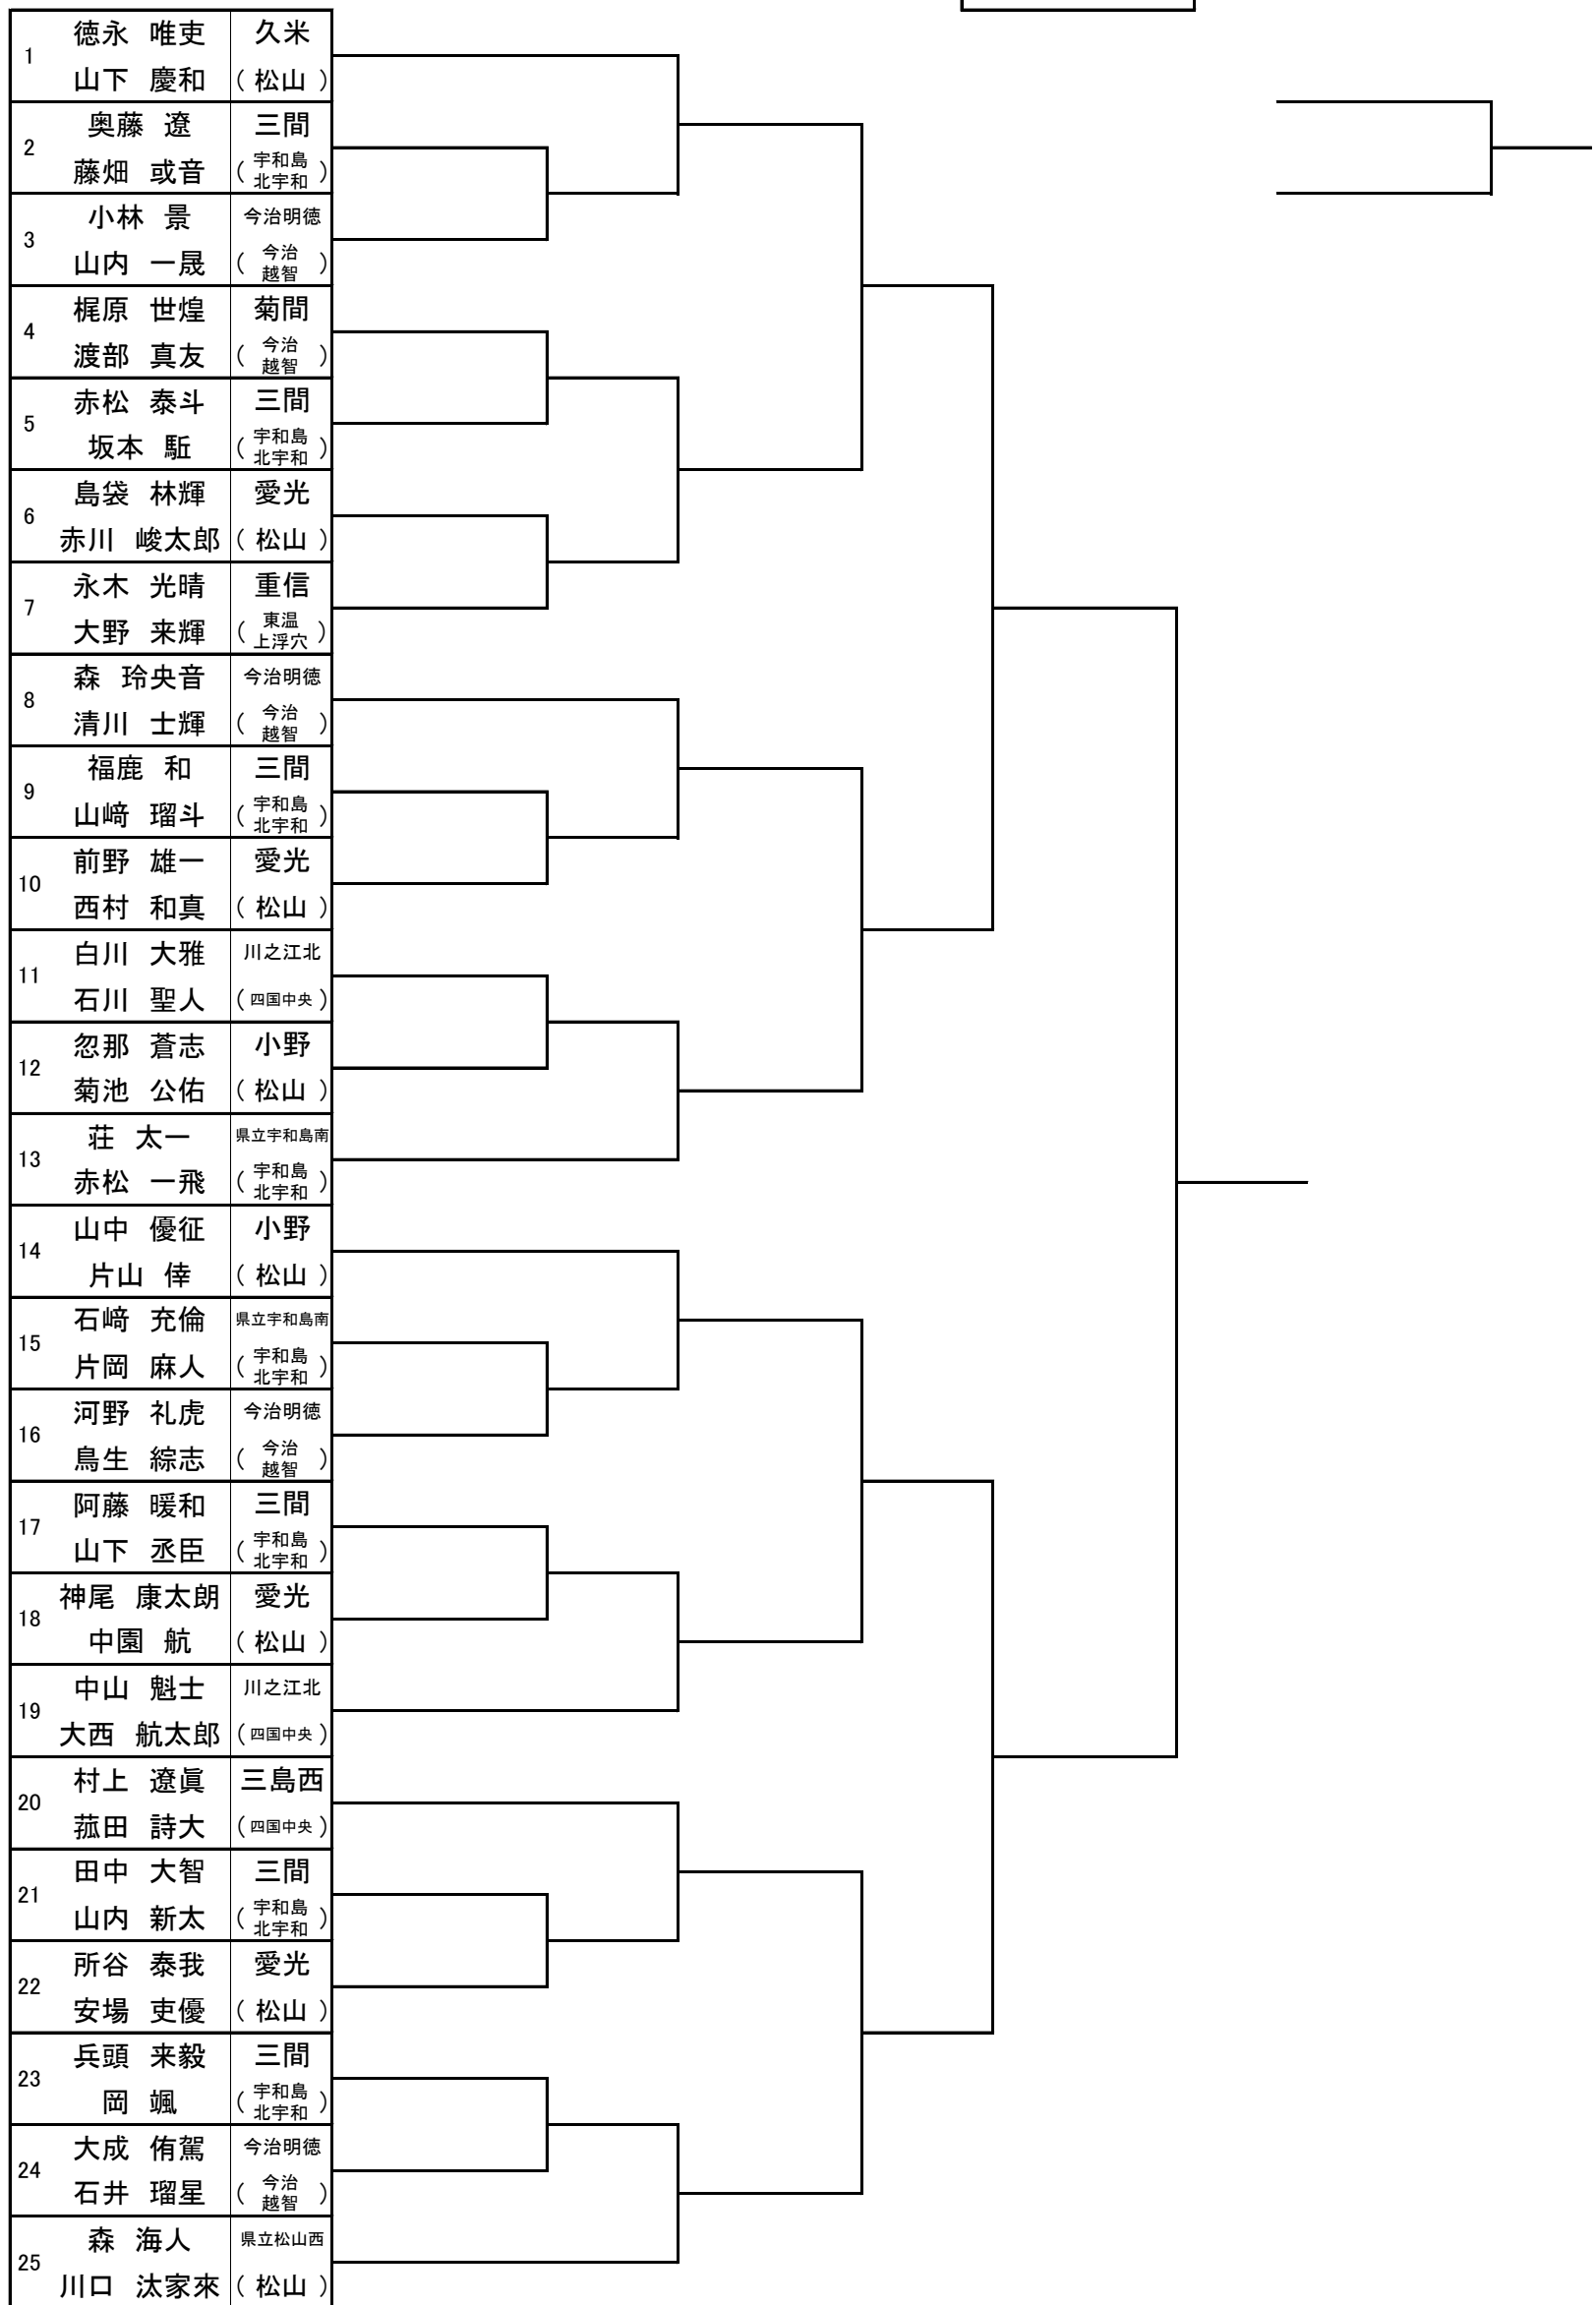 徳永 唯吏 久米
1
山下 慶和 （ 松山 ）
奥藤 遼 三間
2
藤畑 或音 （ 宇和島 北宇和 ）
小林 景 今治明徳
3
山内 一晟 （ 今治 越智 ）
梶原 世煌 菊間
4
渡部 真友 （ 今治 越智 ）
赤松 泰斗 三間
5
坂本 駈 （ 宇和島 北宇和 ）
島袋 林輝 愛光
6
赤川 峻太郎 （ 松山 ）
永木 光晴 重信
7
大野 来輝 （ 東温 上浮穴 ）
森 玲央音 今治明徳
8
清川 士輝 （ 今治 越智 ）
福鹿 和 三間
9
山﨑 瑠斗 （ 宇和島 北宇和 ）
前野 雄一 愛光
10
西村 和真 （ 松山 ）
白川 大雅 川之江北
11
石川 聖人 （ 四国中央 ）
忽那 蒼志 小野
12
菊池 公佑 （ 松山 ）
荘 太一 県立宇和島南
13
赤松 一飛 （ 宇和島 北宇和 ）
山中 優征 小野
14
片山 倖 （ 松山 ）
石﨑 充倫 県立宇和島南
15
片岡 麻人 （ 宇和島 北宇和 ）
河野 礼虎 今治明徳
16
鳥生 綜志 （ 今治 越智 ）
阿藤 暖和 三間
17
山下 丞臣 （ 宇和島 北宇和 ）
神尾 康太朗 愛光
18
中園 航 （ 松山 ）
中山 魁士 川之江北
19
大西 航太郎 （ 四国中央 ）
村上 遼眞 三島西
20
菰田 詩大 （ 四国中央 ）
田中 大智 三間
21
山内 新太 （ 宇和島 北宇和 ）
所谷 泰我 愛光
22
安場 吏優 （ 松山 ）
兵頭 来毅 三間
23
岡 颯 （ 宇和島 北宇和 ）
大成 侑駕 今治明徳
24
石井 瑠星 （ 今治 越智 ）
森 海人 県立松山西
25
川口 汰家來 （ 松山 ）